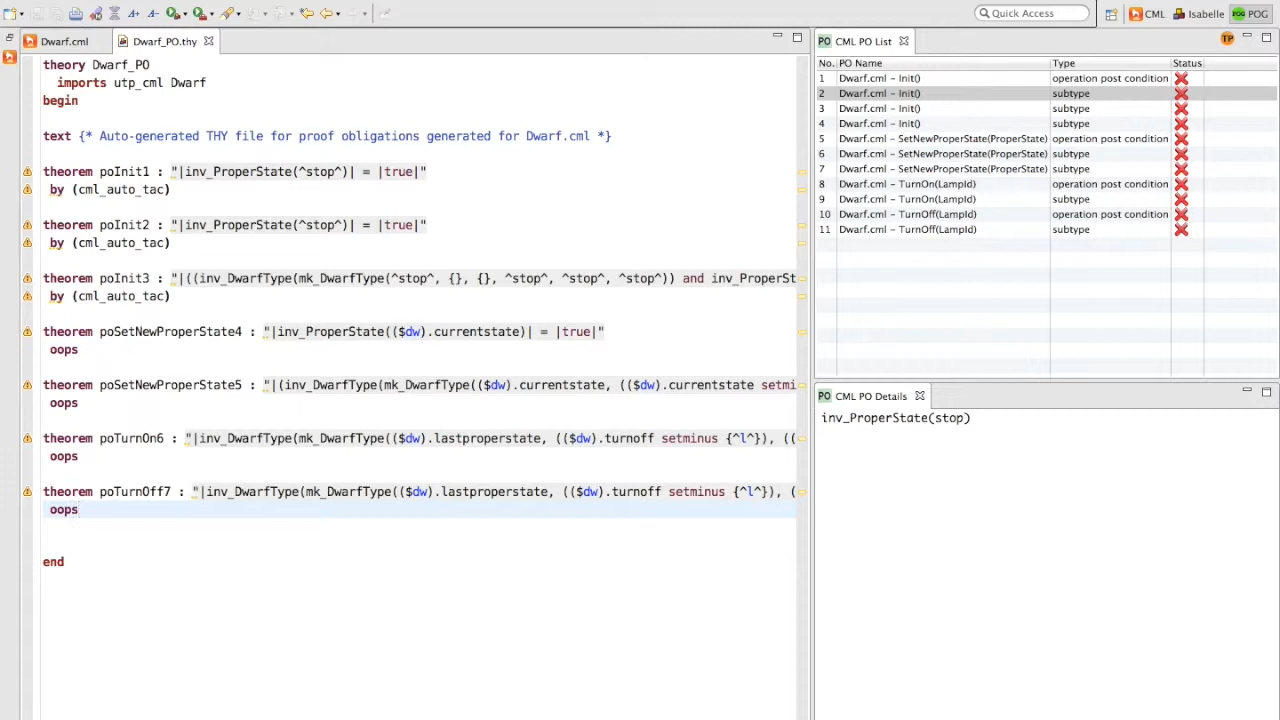 Quick Access
CML
Isabelle
POG
Dwarf.cml
Dwarf_PO.thy
theory Dwarf_PO
imports utp_cml Dwarf
begin
text {* Auto-generated THY file for proof obligations generated for Dwarf.cml *}
theorem poInit1 : "|inv_ProperState(^stop^)| = |true|"
by (cml_auto_tac)
theorem poInit2 : "|inv_ProperState(^stop^)| = |true|"
by (cml_auto_tac)
theorem poInit3 : "|((inv_DwarfType(mk_DwarfType(^stop^, {}, {}, ^stop^, ^stop^, ^stop^)) and inv_ProperSt
by (cml_auto_tac)
theorem poSetNewProperState4 : "|inv_ProperState(($dw).currentstate)| = |true|"
oops
theorem poSetNewProperState5 : "|(inv_DwarfType(mk_DwarfType(($dw).currentstate, (($dw).currentstate setmi
oops
theorem poTurnOn6 : "|inv_DwarfType(mk_DwarfType(($dw).lastproperstate, (($dw).turnoff setminus {^l^}), ((
oops
theorem poTurnOff7 : "|inv_DwarfType(mk_DwarfType(($dw).lastproperstate, (($dw).turnoff setminus {^l^}), (
oops
end
PO CML PO List
TP
No. PO Name Type Status
1 Dwarf.cml – Init() operation post condition
2 Dwarf.cml – Init() subtype
3 Dwarf.cml – Init() subtype
4 Dwarf.cml – Init() subtype
5 Dwarf.cml – SetNewProperState(ProperState) operation post condition
6 Dwarf.cml – SetNewProperState(ProperState) subtype
7 Dwarf.cml – SetNewProperState(ProperState) subtype
8 Dwarf.cml – TurnOn(LampId) operation post condition
9 Dwarf.cml – TurnOn(LampId) subtype
10 Dwarf.cml – TurnOff(LampId) operation post condition
11 Dwarf.cml – TurnOff(LampId) subtype
PO CML PO Details
inv_ProperState(stop)